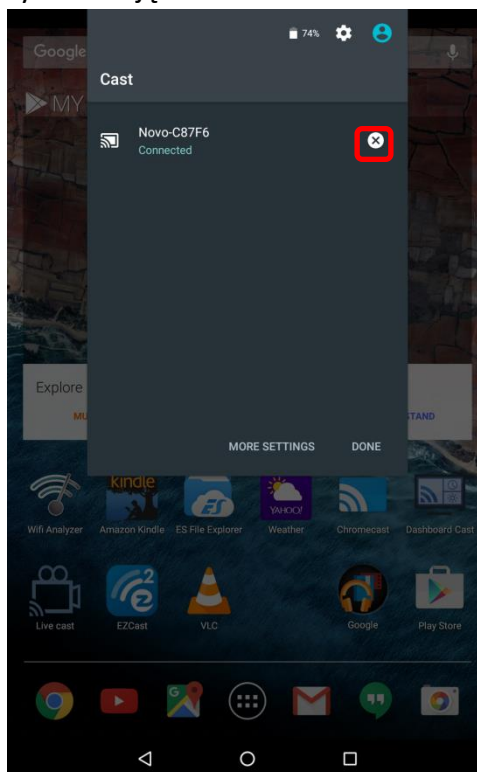 74%
Google
Cast
MY
Novo-C87F6
Connected
Explore
MU
STAND
MORE SETTINGS DONE
kindle
YAHOO!
Wifi Analyzer Amazon Kindle ES File Explorer Weather Chromecast Dashboard Cast
2
Live cast EZCast VLC Google Play Store
G